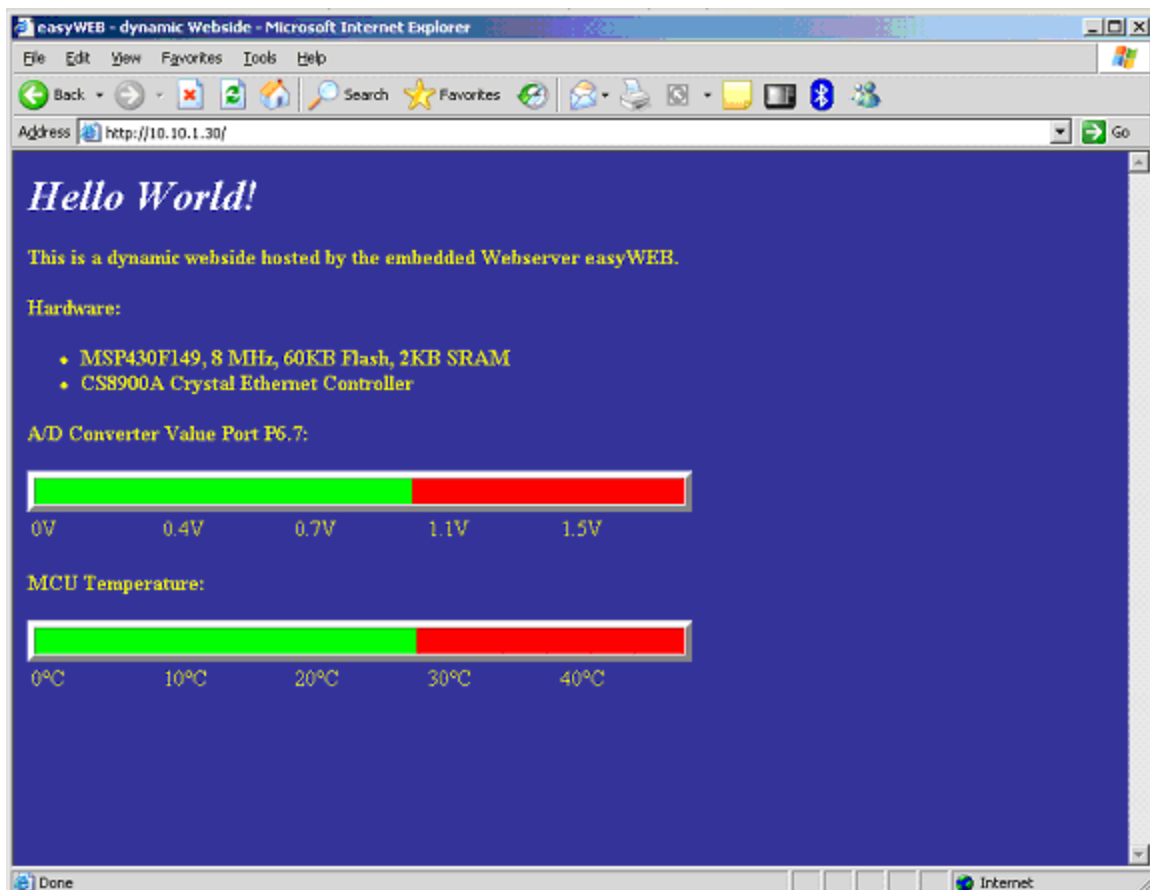 easyWEB - dynamic Webside - Microsoft Internet Explorer
File Edit View Favorites Tools Help
Back Search Favorites
Address http://10.10.1.30/ Go
Hello World!
This is a dynamic webside hosted by the embedded Webserver easyWEB.
Hardware:
• MSP430F149, 8 MHz, 60KB Flash, 2KB SRAM
• CS8900A Crystal Ethernet Controller
A/D Converter Value Port P6.7:
0V 0.4V 0.7V 1.1V 1.5V
MCU Temperature:
0°C 10°C 20°C 30°C 40°C
Done Internet